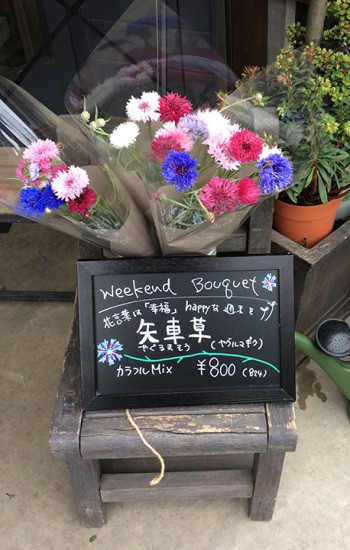 Weekend Bouquet
花言葉は「幸福」 happyな週末を
矢車草
やぐるまそう (ヤグルマギク)
カラフルMix ¥800 (824)